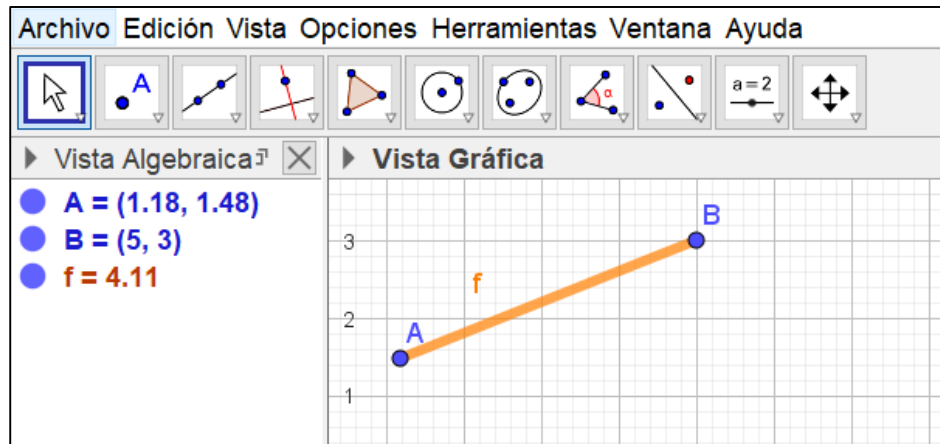 Archivo Edición Vista Opciones Herramientas Ventana Ayuda
A α a = 2
Vista Algebraica Vista Gráfica
A = (1.18, 1.48)
B = (5, 3)
f = 4.11
B
3
f
2
A
1